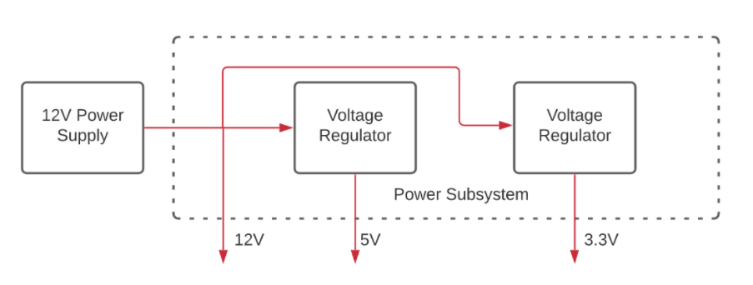 12V Power
Supply
Voltage
Regulator
Voltage
Regulator
Power Subsystem
12V
5V
3.3V